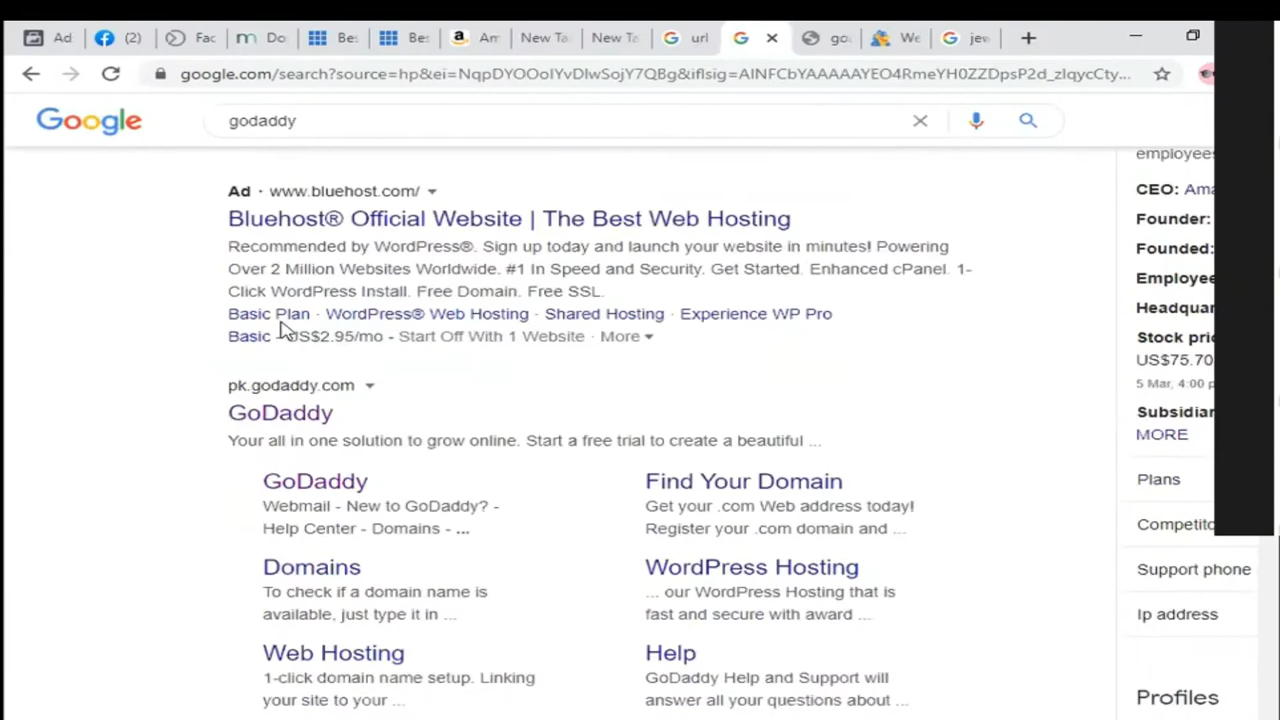 Ad
(2)
Fac
Do
Be
Be
Am
New Ta
New Ta
url
go
We
jew
google.com/search?source=hp&ei=NqpDYOOoIYvDlwSojY7QBg&iflsig=AINFCbYAAAAAYEO4RmeYH0ZZDpsP2d_zlqycCty...
Google
godaddy
Ad · www.bluehost.com/
Bluehost® Official Website | The Best Web Hosting
Recommended by WordPress®. Sign up today and launch your website in minutes! Powering
Over 2 Million Websites Worldwide. #1 In Speed and Security. Get Started. Enhanced cPanel. 1-
Click WordPress Install. Free Domain. Free SSL.
Basic Plan · WordPress® Web Hosting · Shared Hosting · Experience WP Pro
Basic - US$2.95/mo - Start Off With 1 Website · More
pk.godaddy.com
GoDaddy
Your all in one solution to grow online. Start a free trial to create a beautiful ...
GoDaddy
Webmail - New to GoDaddy? -
Help Center - Domains - ...
Find Your Domain
Get your .com Web address today!
Register your .com domain and ...
Domains
To check if a domain name is
available, just type it in ...
WordPress Hosting
... our WordPress Hosting that is
fast and secure with award ...
Web Hosting
1-click domain name setup. Linking
your site to your ...
Help
GoDaddy Help and Support will
answer all your questions about ...
employees
CEO: Ama
Founder:
Founded:
Employee
Headquar
Stock pric
US$75.70
5 Mar, 4:00 p
Subsidiar
MORE
Plans
Competito
Support phone
Ip address
Profiles